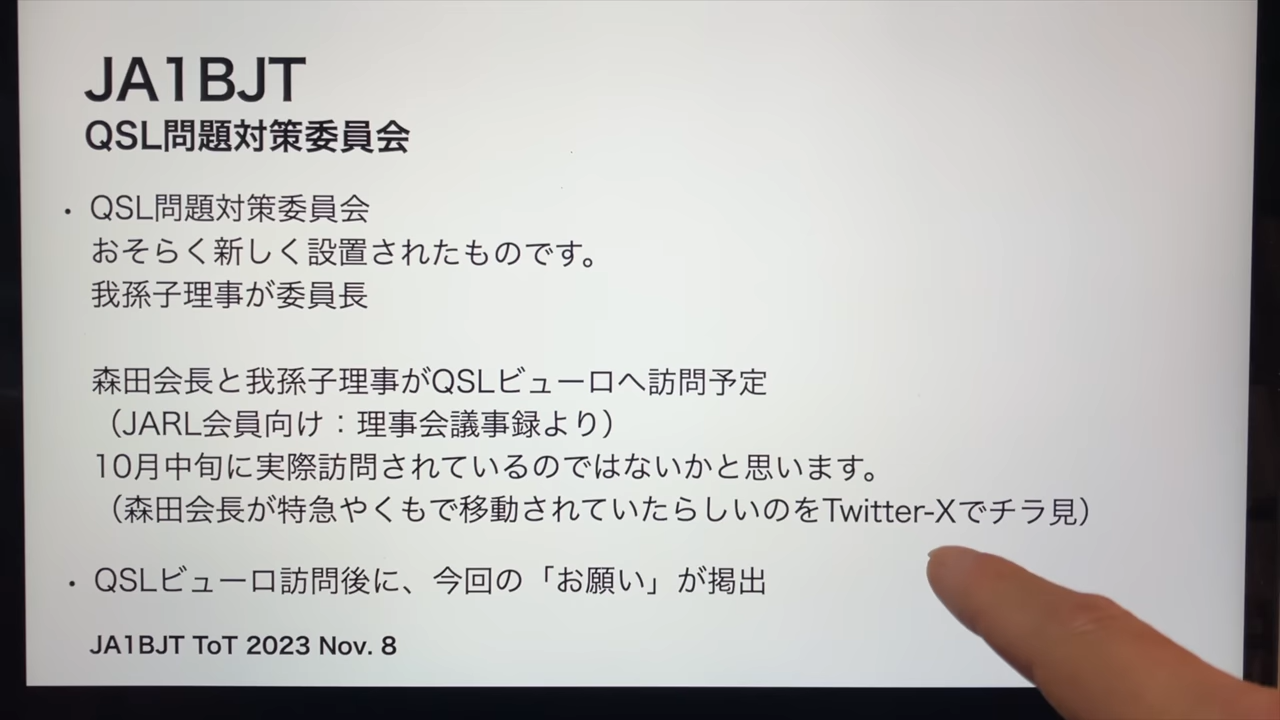 JA1BJT
QSL問題対策委員会
・ QSL問題対策委員会
おそらく新しく設置されたものです。
我孫子理事が委員長
森田会長と我孫子理事がQSLビューロへ訪問予定
（JARL会員向け：理事会議事録より）
10月中旬に実際訪問されているのではないかと思います。
（森田会長が特急やくもで移動されていたらしいのをTwitter-Xでチラ見）
・ QSLビューロ訪問後に、今回の「お願い」が掲出
JA1BJT ToT 2023 Nov. 8